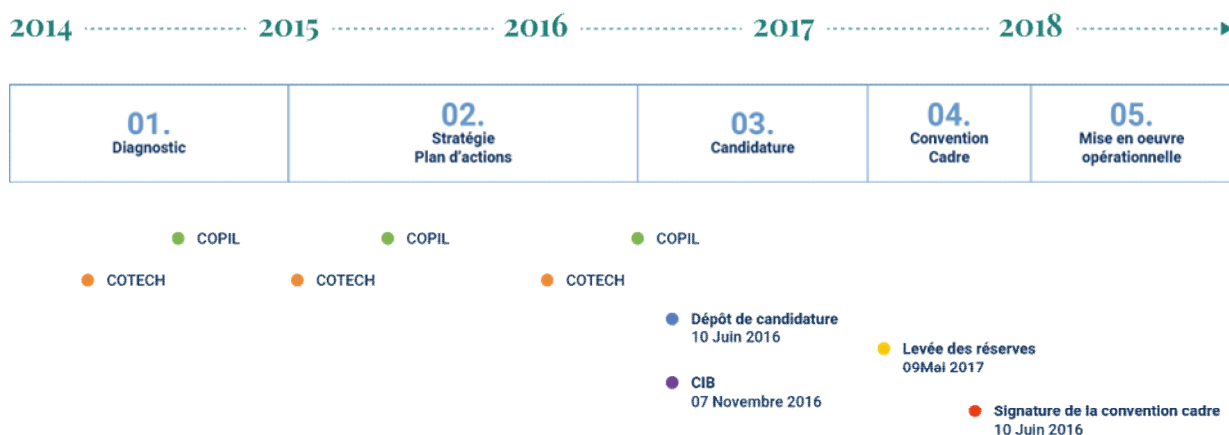 2014 2015 2016 2017 2018
01.
Diagnostic
02.
Stratégie
Plan d'actions
03.
Candidature
04.
Convention
Cadre
05.
Mise en oeuvre
opérationnelle
COPIL COPIL COPIL
COTECH COTECH COTECH
Dépôt de candidature
10 Juin 2016
Levée des réserves
09Mai 2017
CIB
07 Novembre 2016
Signature de la convention cadre
10 Juin 2016